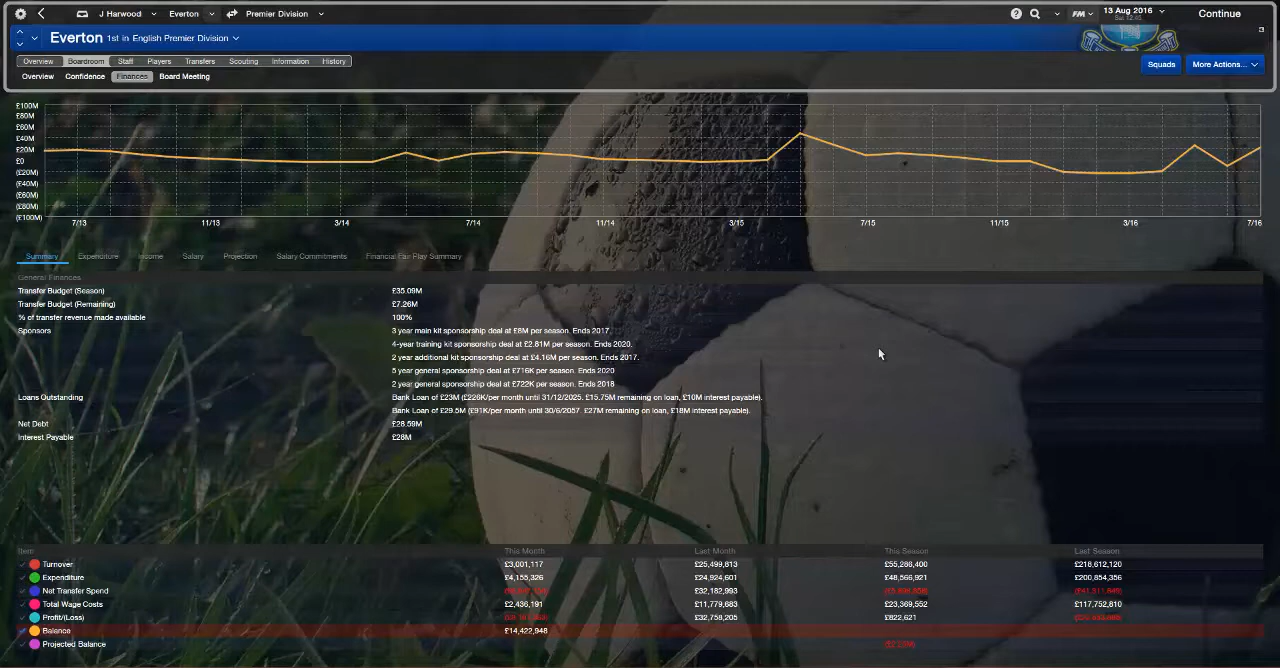 J Harwood Everton Premier Division FM 13 Aug 2016 Continue
Sat 12:45
Everton 1st in English Premier Division
Overview Boardroom Staff Players Transfers Scouting Information History
Squads More Actions...
Overview Confidence Finances Board Meeting
£100M
£80M
£60M
£40M
£20M
£0
(£20M)
(£40M)
(£60M)
(£80M)
(£100M)
7/13 11/13 3/14 7/14 11/14 3/15 7/15 11/15 3/16 7/16
Summary Expenditure Income Salary Projection Salary Commitments Financial Fair Play Summary
General Finances
Transfer Budget (Season) £35.09M
Transfer Budget (Remaining) £7.26M
% of transfer revenue made available 100%
Sponsors 3 year main kit sponsorship deal at £8M per season. Ends 2017.
4-year training kit sponsorship deal at £2.81M per season. Ends 2020.
2 year additional kit sponsorship deal at £4.16M per season. Ends 2017.
5 year general sponsorship deal at £716K per season. Ends 2020
2 year general sponsorship deal at £722K per season. Ends 2018
Loans Outstanding Bank Loan of £23M (£226K/per month until 31/12/2025. £15.75M remaining on loan, £10M interest payable).
Bank Loan of £29.5M (£91K/per month until 30/6/2057. £27M remaining on loan, £18M interest payable).
Net Debt £28.59M
Interest Payable £28M
Item This Month Last Month This Season Last Season
Turnover £3,001,117 £25,499,813 £55,286,400 £218,612,120
Expenditure £4,155,326 £24,924,601 £48,566,921 £200,854,356
Net Transfer Spend £32,182,993
Total Wage Costs £2,436,191 £11,779,683 £23,369,552 £117,752,810
Profit/(Loss) £32,758,205 £822,621
Balance £14,422,948
Projected Balance